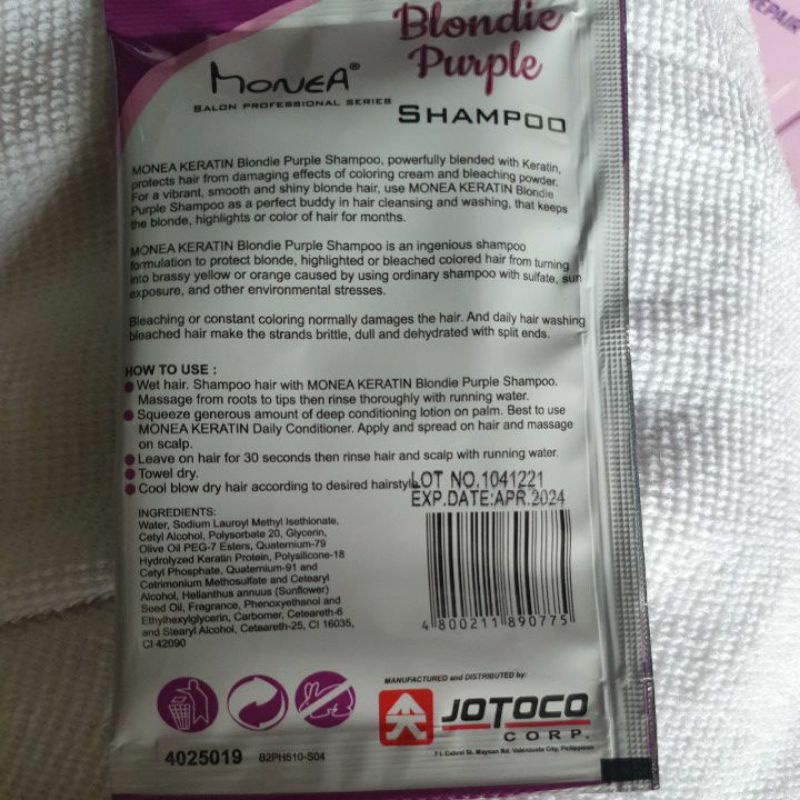 Blondie
Purple
REPAIR
MONEA®
SALON PROFESSIONAL SERIES
SHAMPOO
MONEA KERATIN Blondie Purple Shampoo, powerfully blended with Keratin,
protects hair from damaging effects of coloring cream and bleaching powder.
For a vibrant, smooth and shiny blonde hair, use MONEA KERATIN Blondie
Purple Shampoo as a perfect buddy in hair cleansing and washing, that keeps
the blonde, highlights or color of hair for months.
MONEA KERATIN Blondie Purple Shampoo is an ingenious shampoo
formulation to protect blonde, highlighted or bleached colored hair from turning
into brassy yellow or orange caused by using ordinary shampoo with sulfate, sun
exposure, and other environmental stresses.
Bleaching or constant coloring normally damages the hair. And daily hair washing
bleached hair make the strands brittle, dull and dehydrated with split ends.
HOW TO USE :
Wet hair. Shampoo hair with MONEA KERATIN Blondie Purple Shampoo.
Massage from roots to tips then rinse thoroughly with running water.
Squeeze generous amount of deep conditioning lotion on palm. Best to use
MONEA KERATIN Daily Conditioner. Apply and spread on hair and massage
on scalp.
Leave on hair for 30 seconds then rinse hair and scalp with running water.
Towel dry.
Cool blow dry hair according to desired hairstyle
LOT NO.1041221
EXP.DATE:APR.2024
INGREDIENTS:
Water, Sodium Lauroyl Methyl Isethionate,
Cetyl Alcohol, Polysorbate 20, Glycerin,
Olive Oil PEG-7 Esters, Quaternium-79
Hydrolyzed Keratin Protein, Polysilicone-18
Cetyl Phosphate, Quaternium-91 and
Cetrimonium Methosulfate and Cetearyl
Alcohol, Helianthus annuus (Sunflower)
Seed Oil, Fragrance, Phenoxyethanol and
Ethylhexylglycerin, Carbomer, Ceteareth-6
and Stearyl Alcohol, Ceteareth-25, CI 16035,
CI 42090
4 800211 890775
MANUFACTURED and DISTRIBUTED by:
JOTOCO
CORP.
7 L Cabral St. Maysan Rd. Valenzuela City, Philippines
4025019 B2PH510-S04